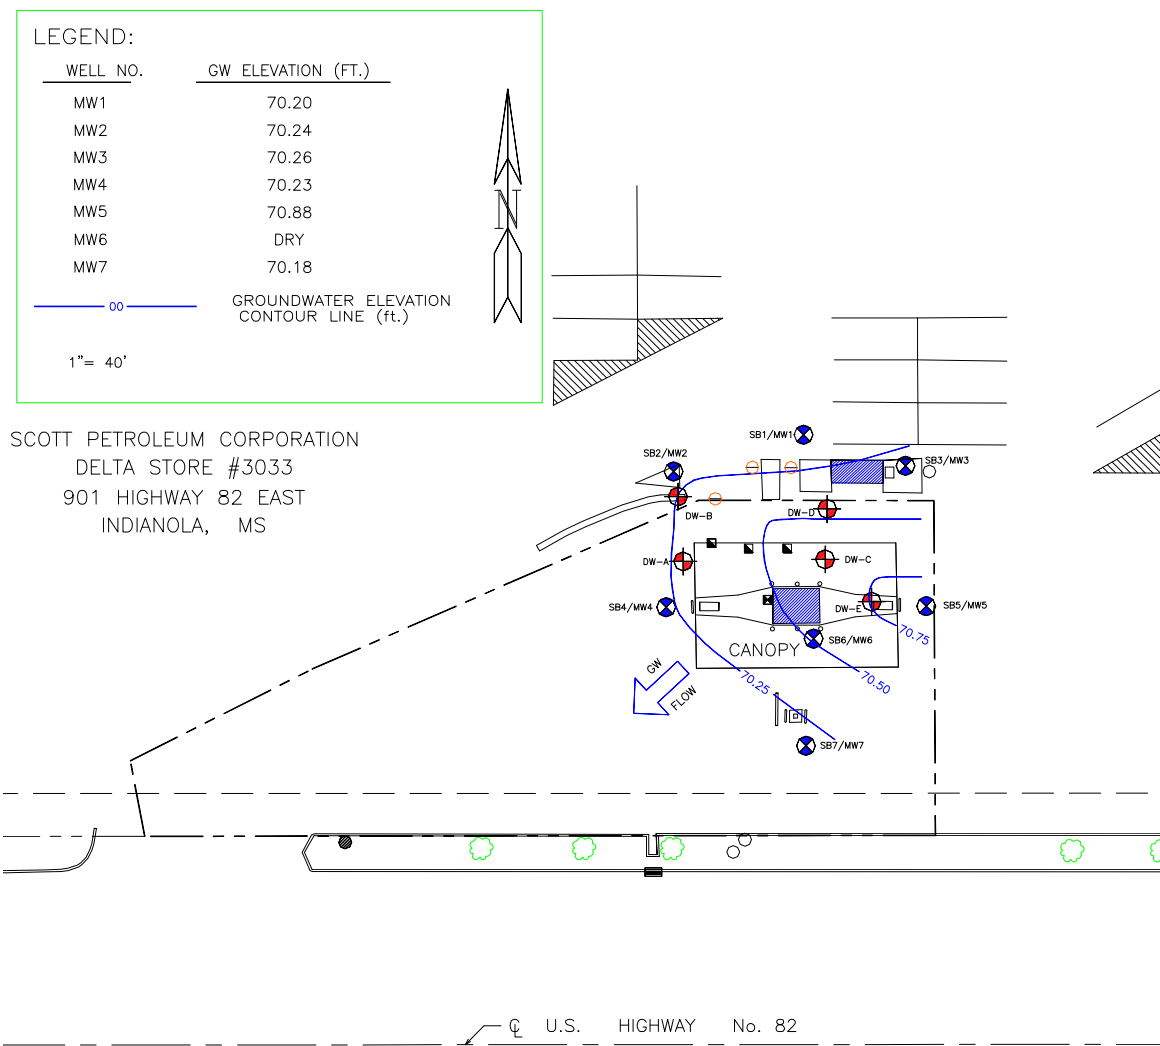 LEGEND:
WELL NO. GW ELEVATION (FT.)
MW1 70.20
MW2 70.24
MW3 70.26
MW4 70.23
MW5 70.88
MW6 DRY
MW7 70.18
00 GROUNDWATER ELEVATION
CONTOUR LINE (ft.)
1"= 40'
N
SCOTT PETROLEUM CORPORATION
DELTA STORE #3033
901 HIGHWAY 82 EAST
INDIANOLA, MS
SB1/MW1
SB2/MW2
SB3/MW3
DW-B
DW-D
DW-A
DW-C
SB4/MW4
DW-E
SB5/MW5
70.75
SB6/MW6
CANOPY
GW
FLOW
70.25
70.50
SB7/MW7
℄ U.S. HIGHWAY No. 82